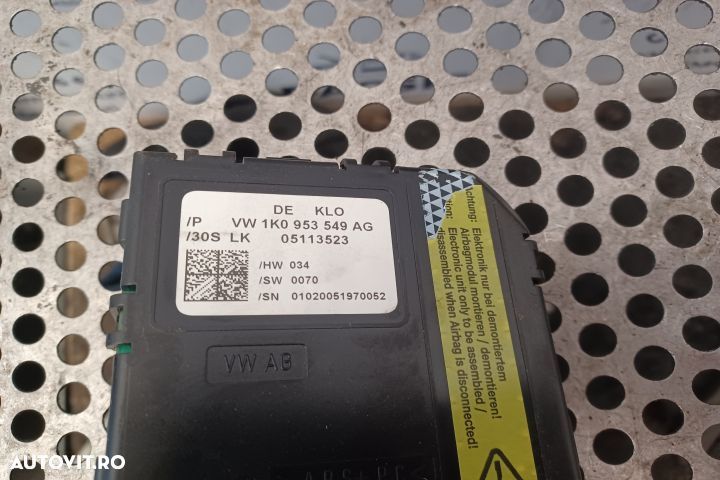 DE KLO
/P VW 1K0 953 549 AG
/30S LK 05113523
/HW 034
/SW 0070
/SN 01020051970052
VW AB
Elektronik nur bei demontiertem
Airbagmodul montieren / demontieren!
Electronic unit only to be assembled /
disassembled when Airbag is disconnected!
AUTOVIT.RO